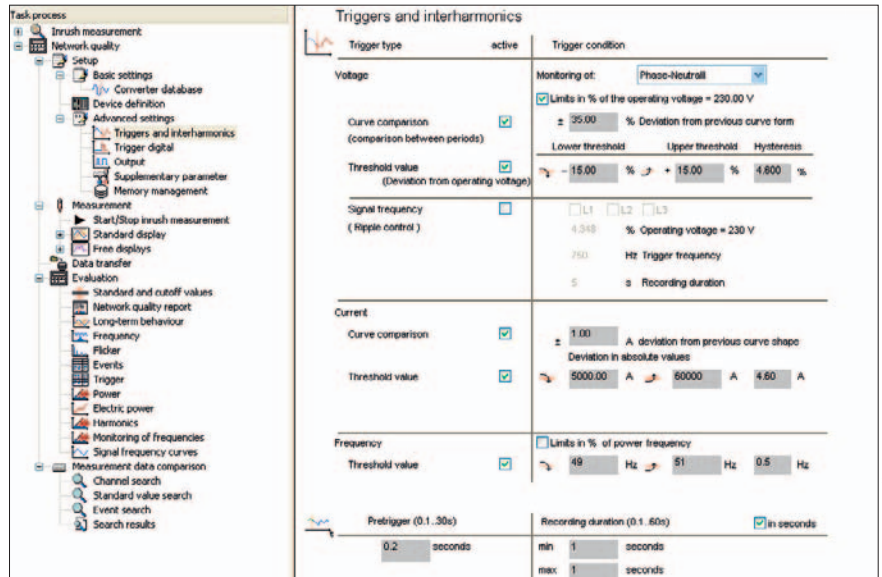 Task process
Inrush measurement
Network quality
Setup
Basic settings
Converter database
Device definition
Advanced settings
Triggers and interharmonics
Trigger digital
Output
Supplementary parameter
Memory management
Measurement
Start/Stop inrush measurement
Standard display
Free displays
Data transfer
Evaluation
Standard and cutoff values
Network quality report
Long-term behaviour
Frequency
Flicker
Events
Trigger
Power
Electric power
Harmonics
Monitoring of frequencies
Signal frequency curves
Measurement data comparison
Channel search
Standard value search
Event search
Search results
Triggers and interharmonics
Trigger type active Trigger condition
Voltage Monitoring of: Phase-Neutrall
Limits in % of the operating voltage = 230.00 V
Curve comparison ± 35.00 % Deviation from previous curve form
(comparison between periods)
Lower threshold Upper threshold Hysteresis
Threshold value − 15.00 % + 15.00 % 4.600 %
(Deviation from operating voltage)
Signal frequency L1 L2 L3
( Ripple control ) 4.348 % Operating voltage = 230 V
750 Hz Trigger frequency
5 s Recording duration
Current
Curve comparison ± 1.00 A deviation from previous curve shape
Deviation in absolute values
Threshold value 5000.00 A 60000 A 4.60 A
Frequency Limits in % of power frequency
Threshold value 49 Hz 51 Hz 0.5 Hz
Pretrigger (0.1..30s) Recording duration (0.1..60s) in seconds
0.2 seconds min 1 seconds
max 1 seconds